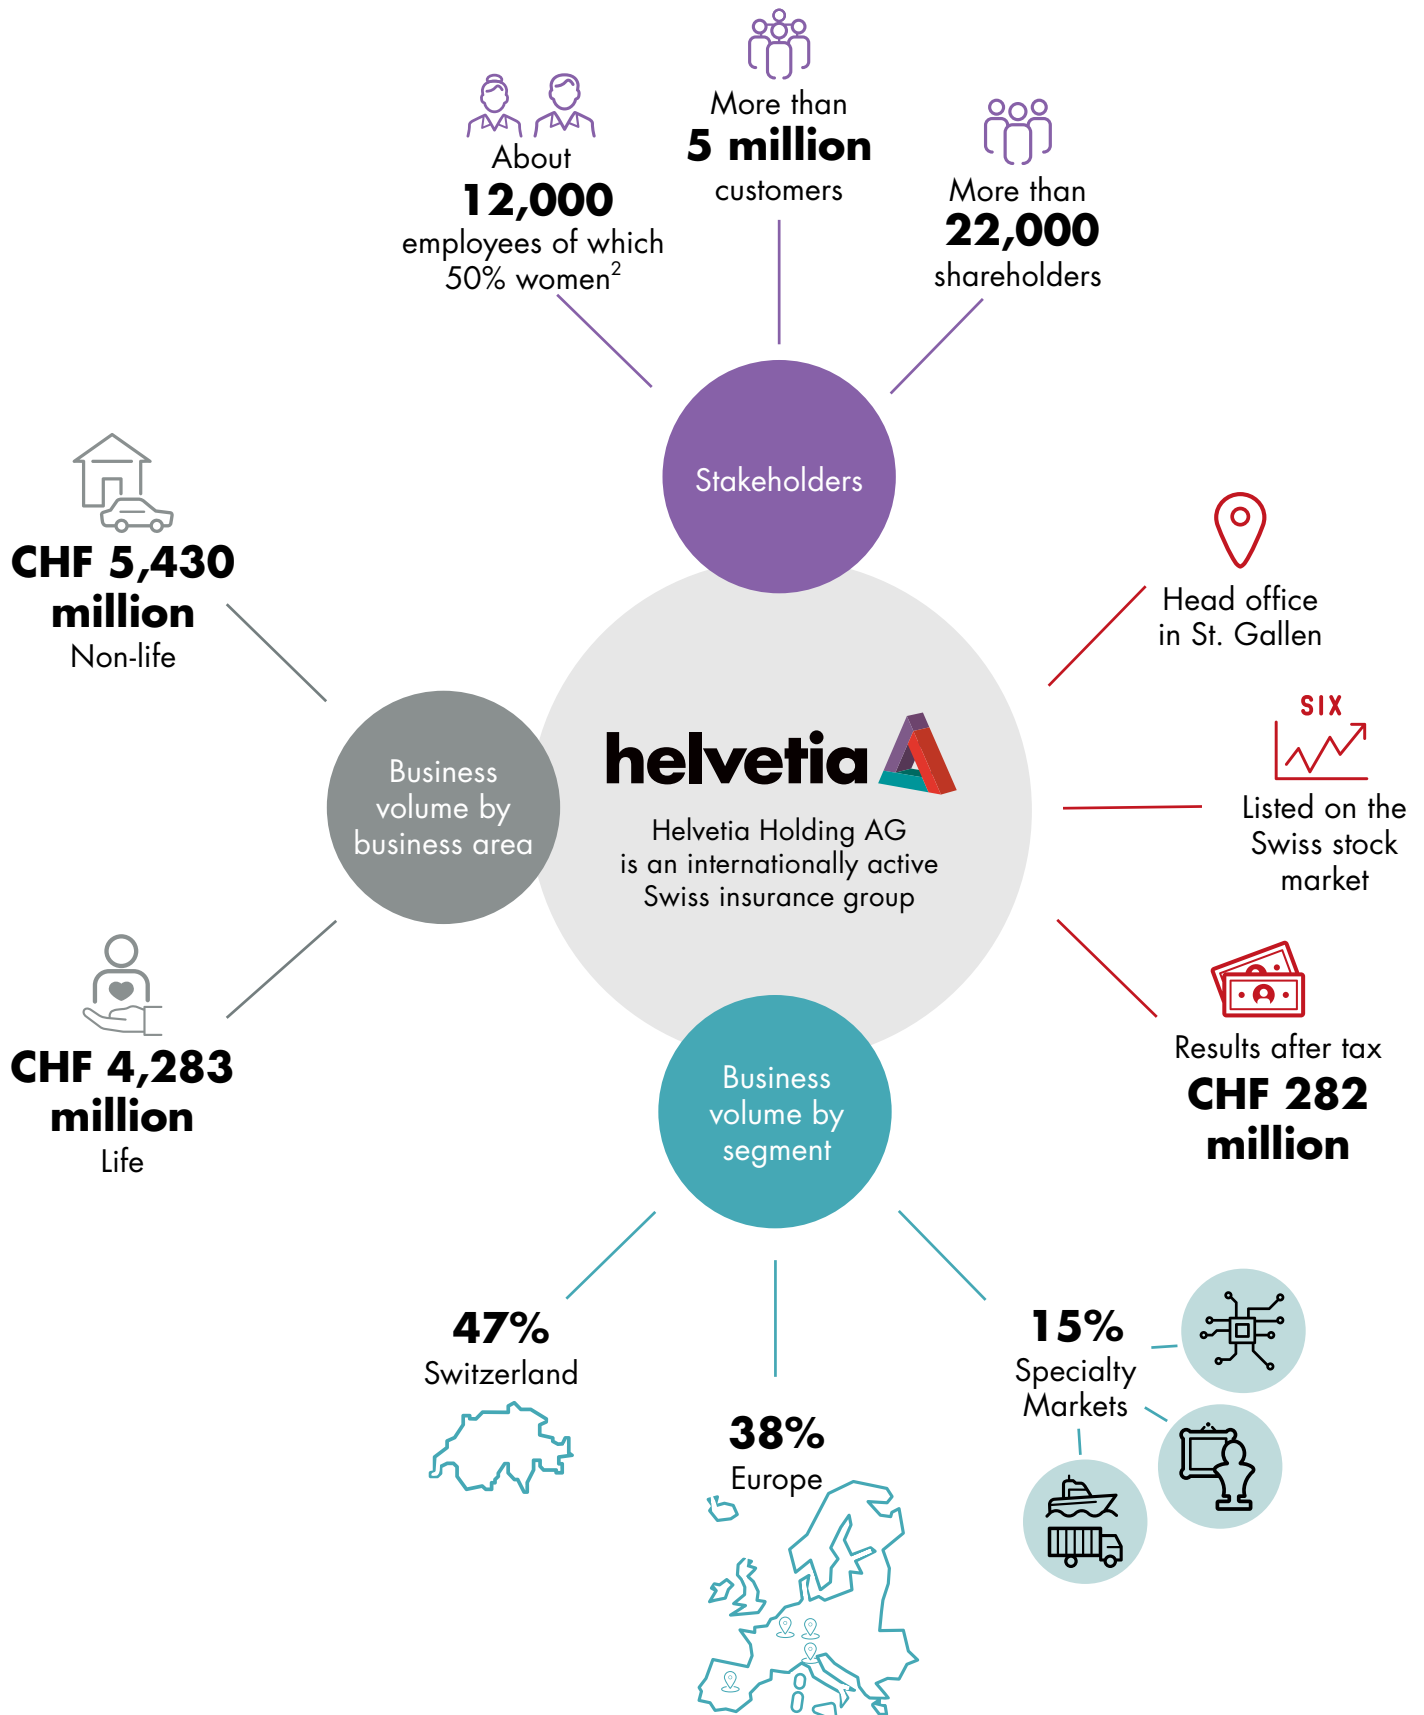 More than
5 million
customers
About
12,000
employees of which
50% women2
More than
22,000
shareholders
Stakeholders
CHF 5,430
million
Non-life
Head office
in St. Gallen
SIX
Listed on the
Swiss stock
market
Business
volume by
business area
helvetia
Helvetia Holding AG
is an internationally active
Swiss insurance group
CHF 4,283
million
Life
Results after tax
CHF 282
million
Business
volume by
segment
47%
Switzerland
38%
Europe
15%
Specialty
Markets